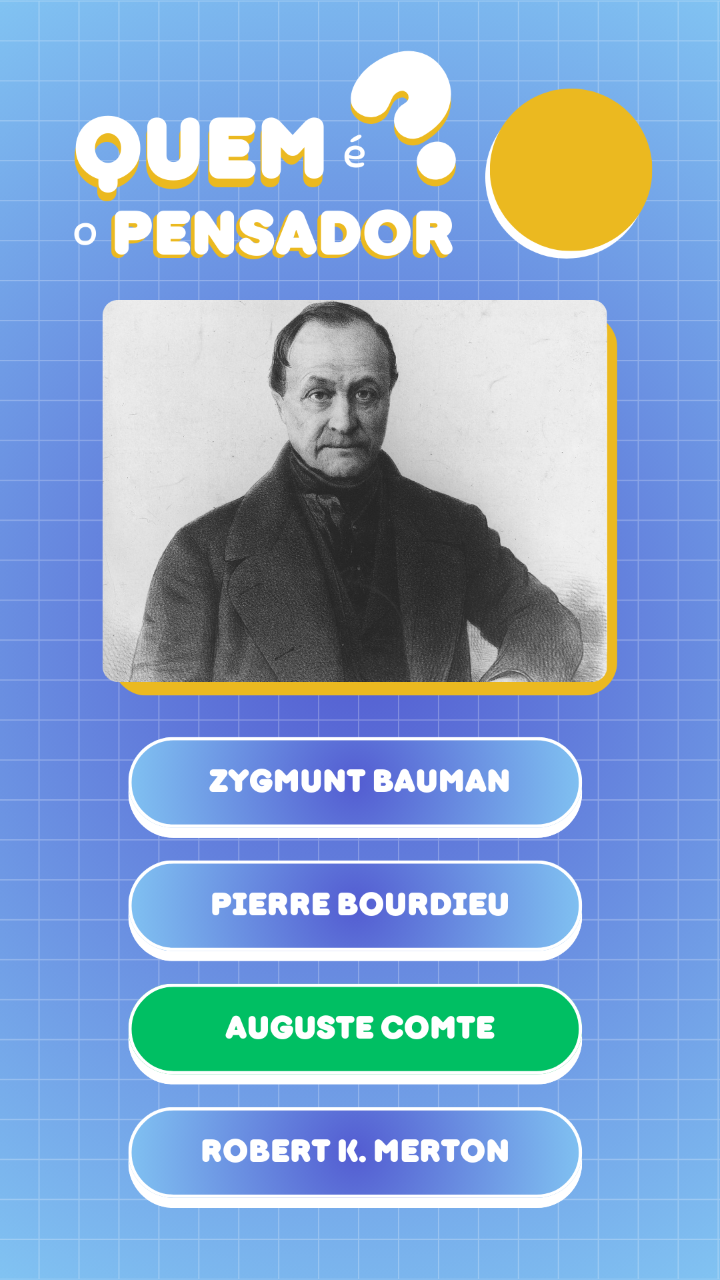 QUEM é ?
o PENSADOR
ZYGMUNT BAUMAN
PIERRE BOURDIEU
AUGUSTE COMTE
ROBERT K. MERTON